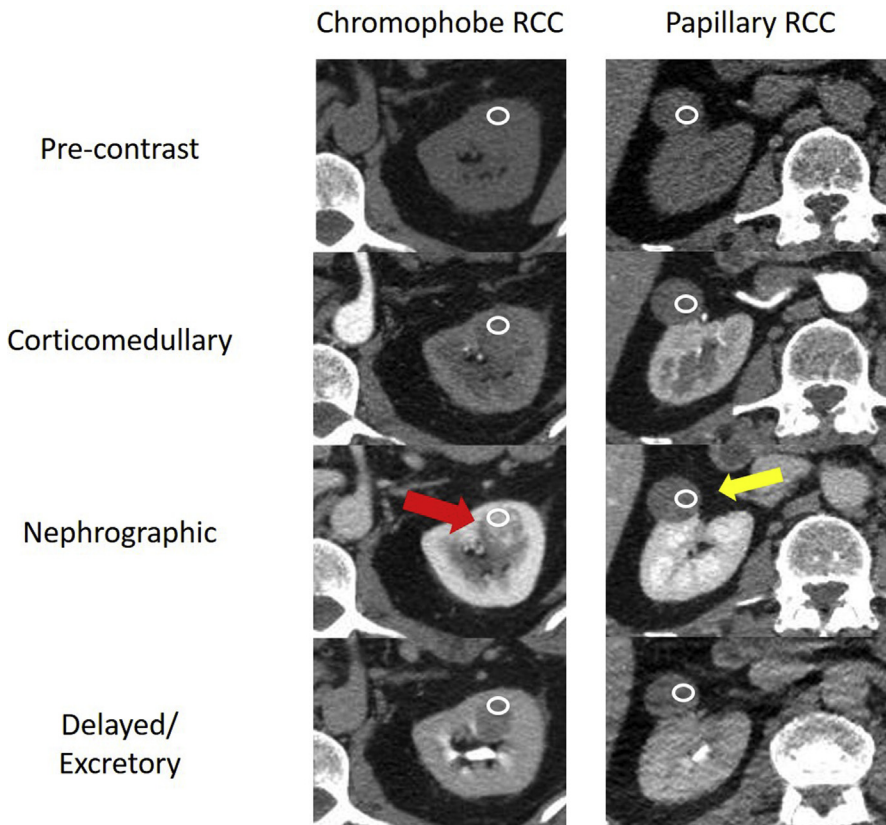 Chromophobe RCC
Papillary RCC
Pre-contrast
Corticomedullary
Nephrographic
Delayed/
Excretory